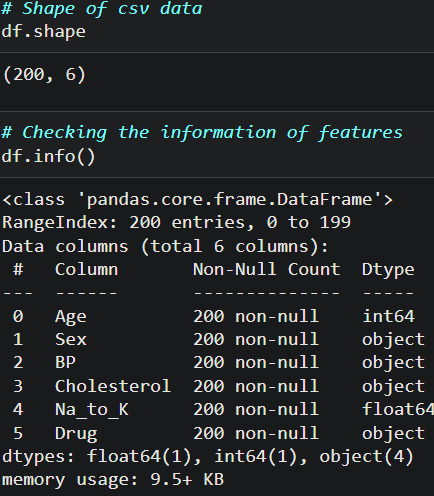 # Shape of csv data
df.shape
(200, 6)
# Checking the information of features
df.info()
<class 'pandas.core.frame.DataFrame'>
RangeIndex: 200 entries, 0 to 199
Data columns (total 6 columns):
 #   Column       Non-Null Count  Dtype
---  ------       --------------  -----
 0   Age          200 non-null    int64
 1   Sex          200 non-null    object
 2   BP           200 non-null    object
 3   Cholesterol  200 non-null    object
 4   Na_to_K      200 non-null    float64
 5   Drug         200 non-null    object
dtypes: float64(1), int64(1), object(4)
memory usage: 9.5+ KB